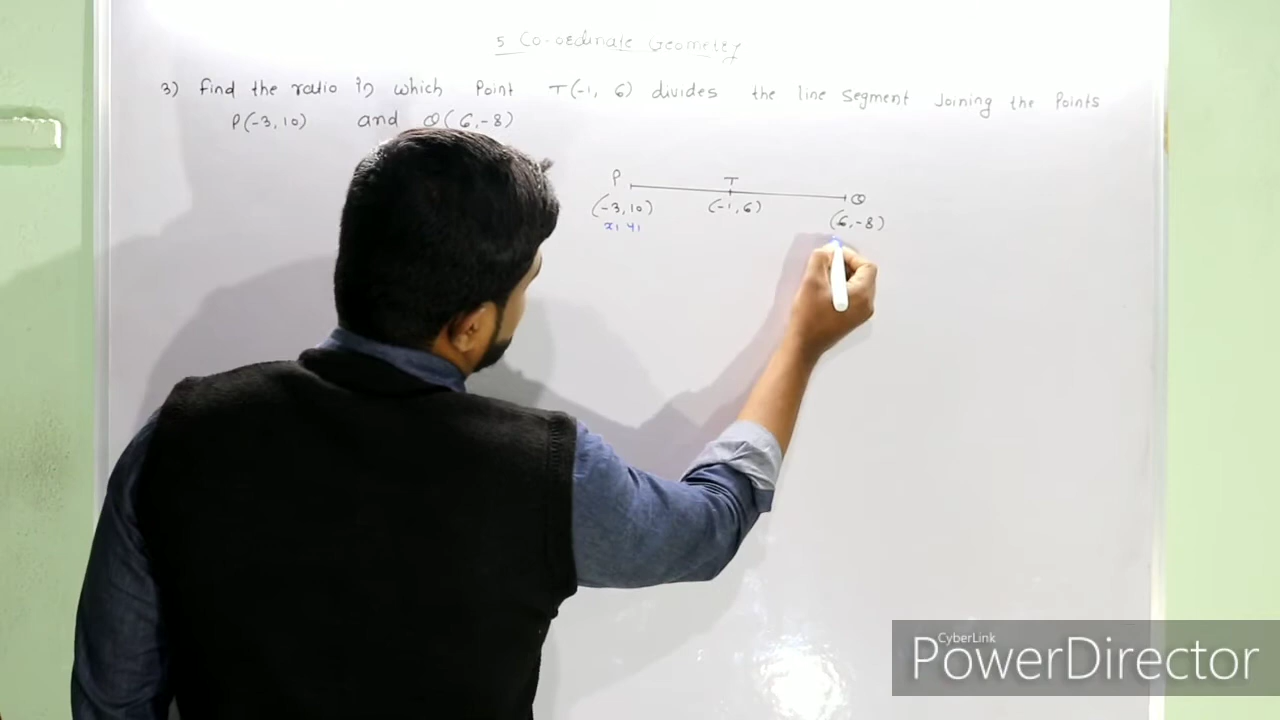 5 Co-ordinate Geometry
3) find the ratio in which Point T(-1, 6) divides the line segment Joining the Points
P(-3, 10) and Q(6, -8)
P T Q
(-3, 10) (-1, 6) (6, -8)
x1 y1
CyberLink
PowerDirector